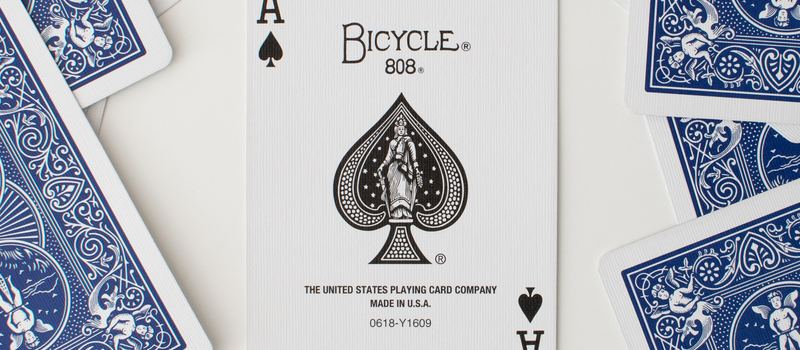 A
BICYCLE®
808®
®
THE UNITED STATES PLAYING CARD COMPANY
MADE IN U.S.A.
0618-Y1609
A